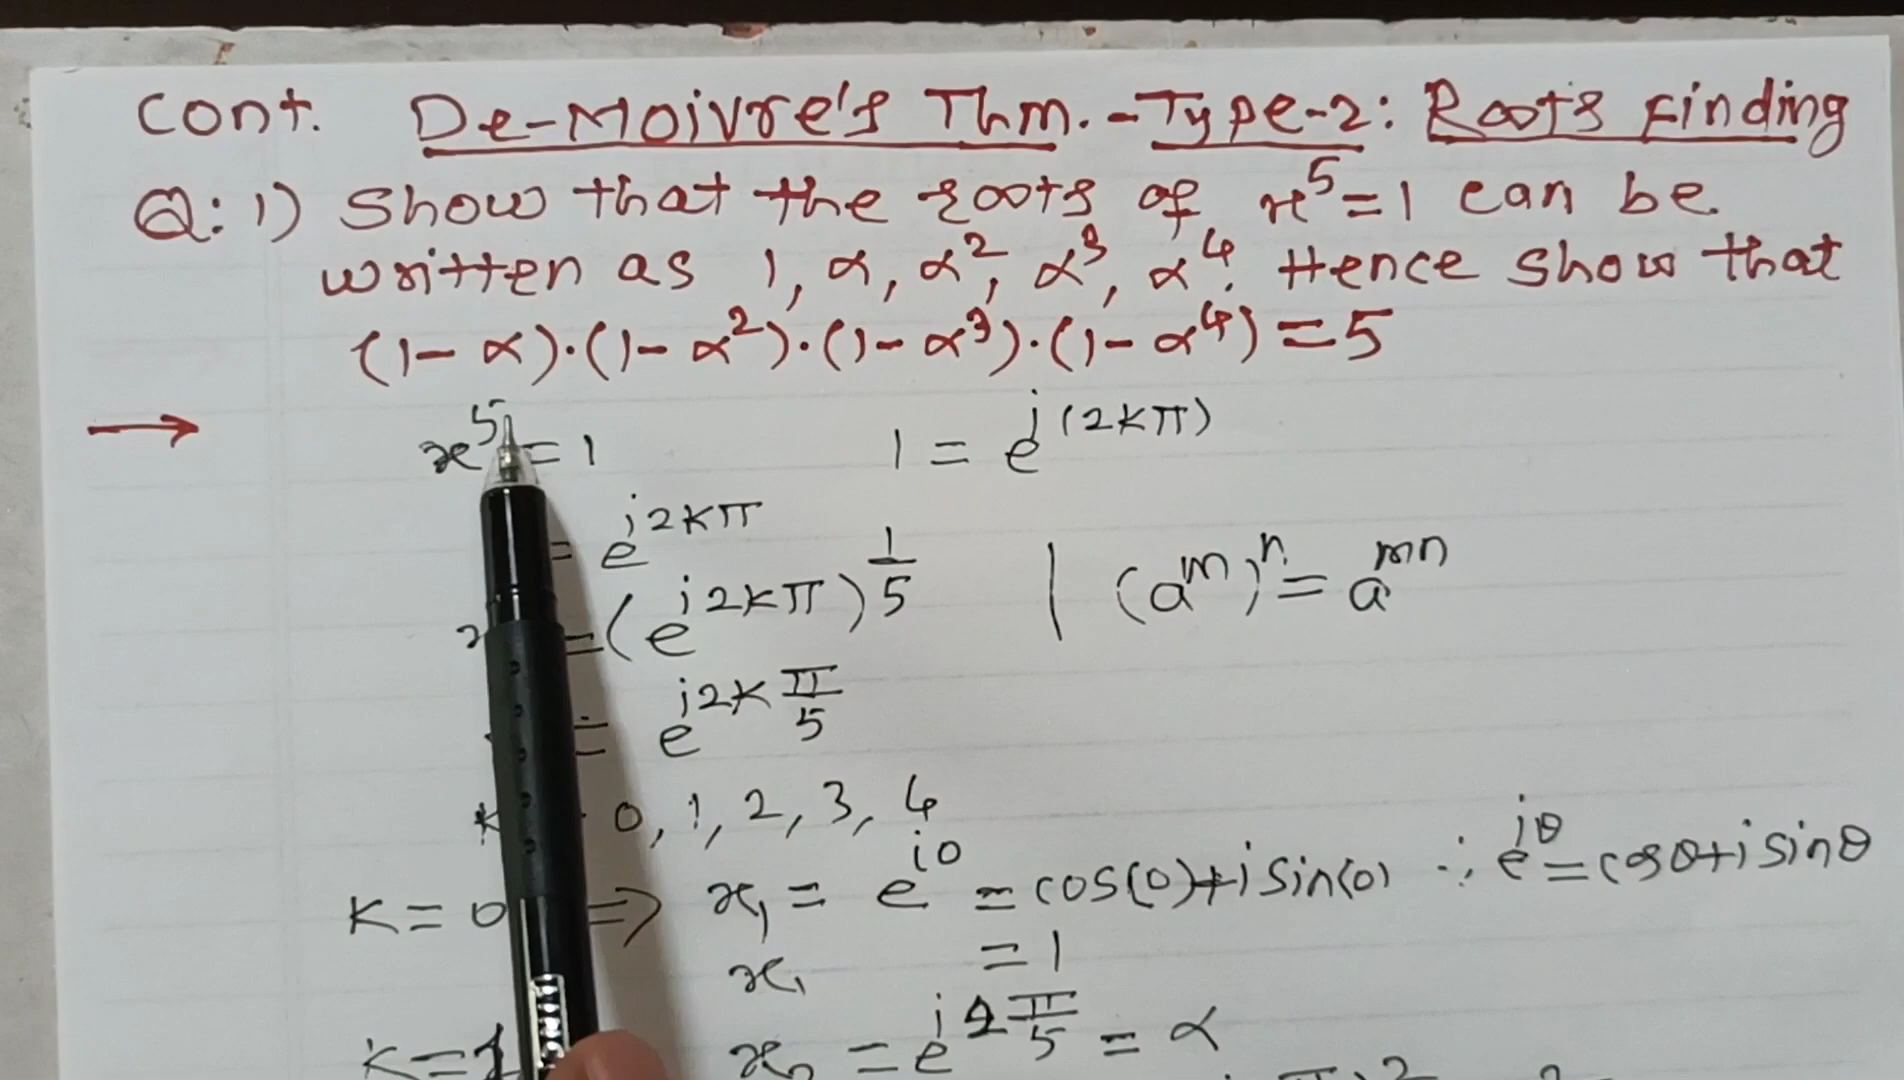 Cont. De-Moivre's Thm. - Type-2: Roots Finding
Q:1) Show that the roots of x⁵=1 can be
written as 1, α, α², α³, α⁴. Hence show that
(1-α)·(1-α²)·(1-α³)·(1-α⁴)=5
→ x⁵=1 1 = e^{i(2kπ)}
= e^{i2kπ}
=(e^{i2kπ})^{1/5} | (a^m)^n = a^{mn}
= e^{i2kπ/5}
0, 1, 2, 3, 4
K=0 ⇒ x₁ = e^{i0} = cos(0)+i sin(0) ∵ e^{iθ}=cosθ+i sinθ
x₁ = 1
K=1 x₂ = e^{i2π/5} = α